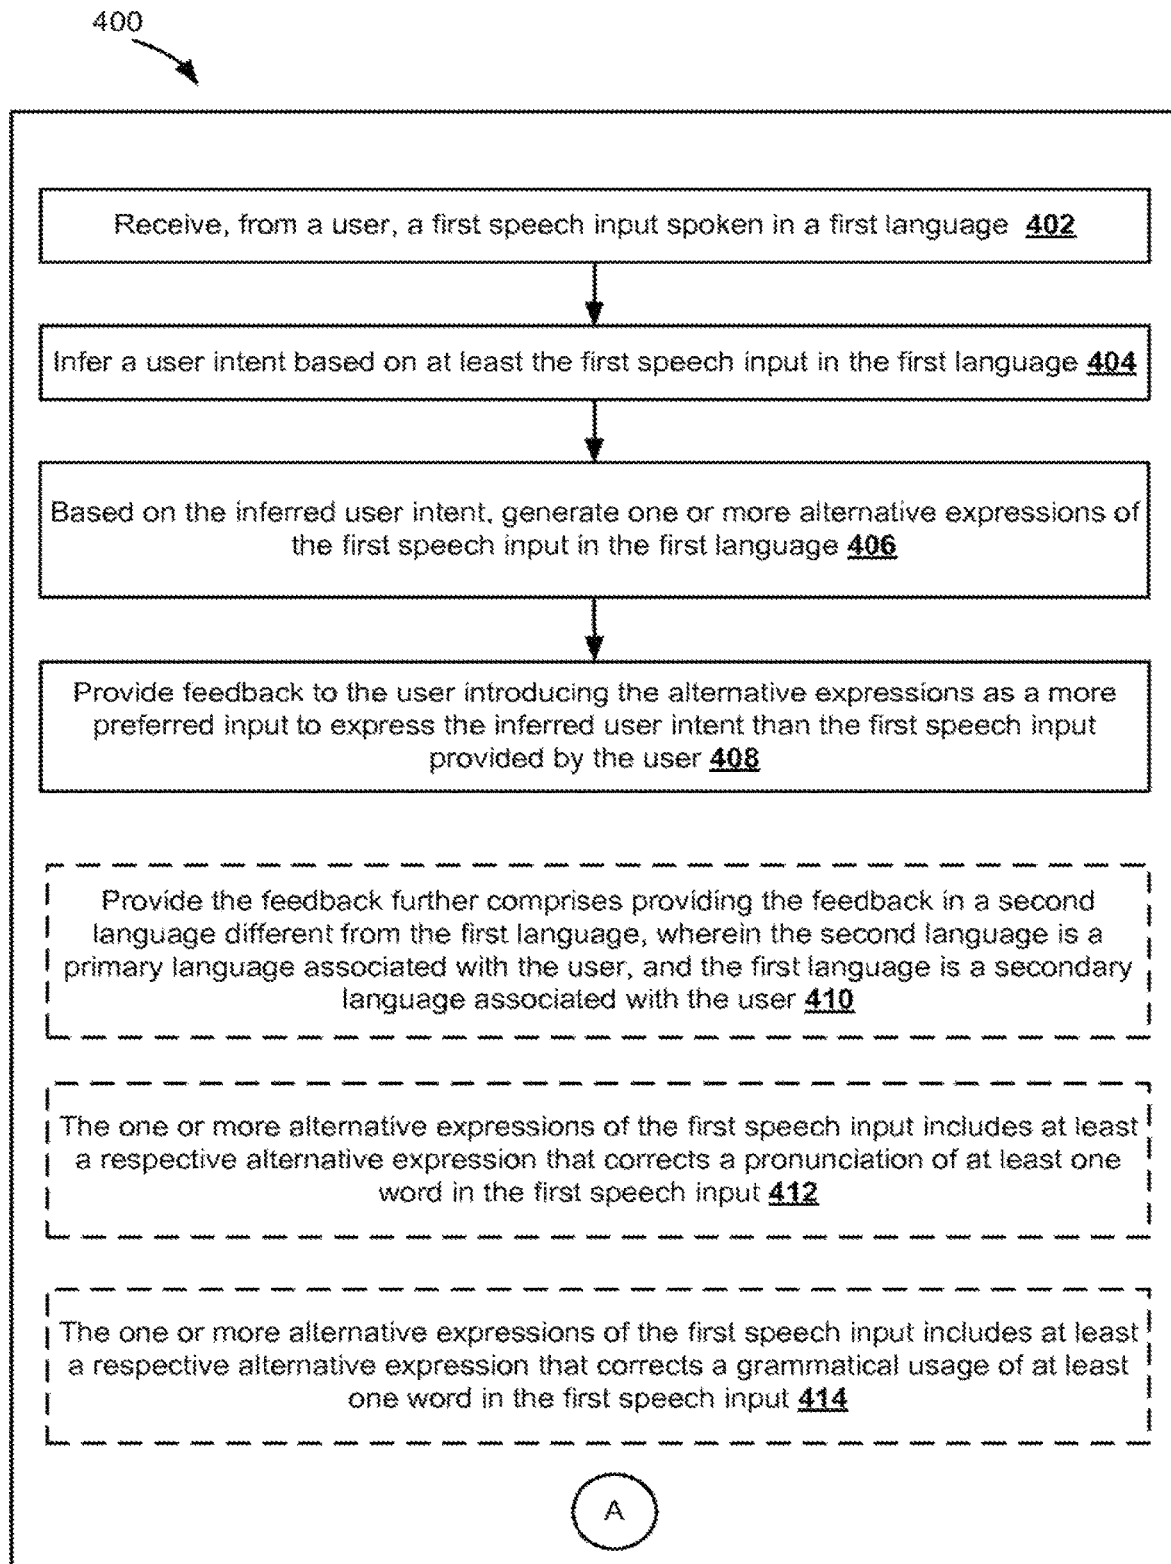 400
Receive, from a user, a first speech input spoken in a first language 402
Infer a user intent based on at least the first speech input in the first language 404
Based on the inferred user intent, generate one or more alternative expressions of
the first speech input in the first language 406
Provide feedback to the user introducing the alternative expressions as a more
preferred input to express the inferred user intent than the first speech input
provided by the user 408
Provide the feedback further comprises providing the feedback in a second
language different from the first language, wherein the second language is a
primary language associated with the user, and the first language is a secondary
language associated with the user 410
The one or more alternative expressions of the first speech input includes at least
a respective alternative expression that corrects a pronunciation of at least one
word in the first speech input 412
The one or more alternative expressions of the first speech input includes at least
a respective alternative expression that corrects a grammatical usage of at least
one word in the first speech input 414
A